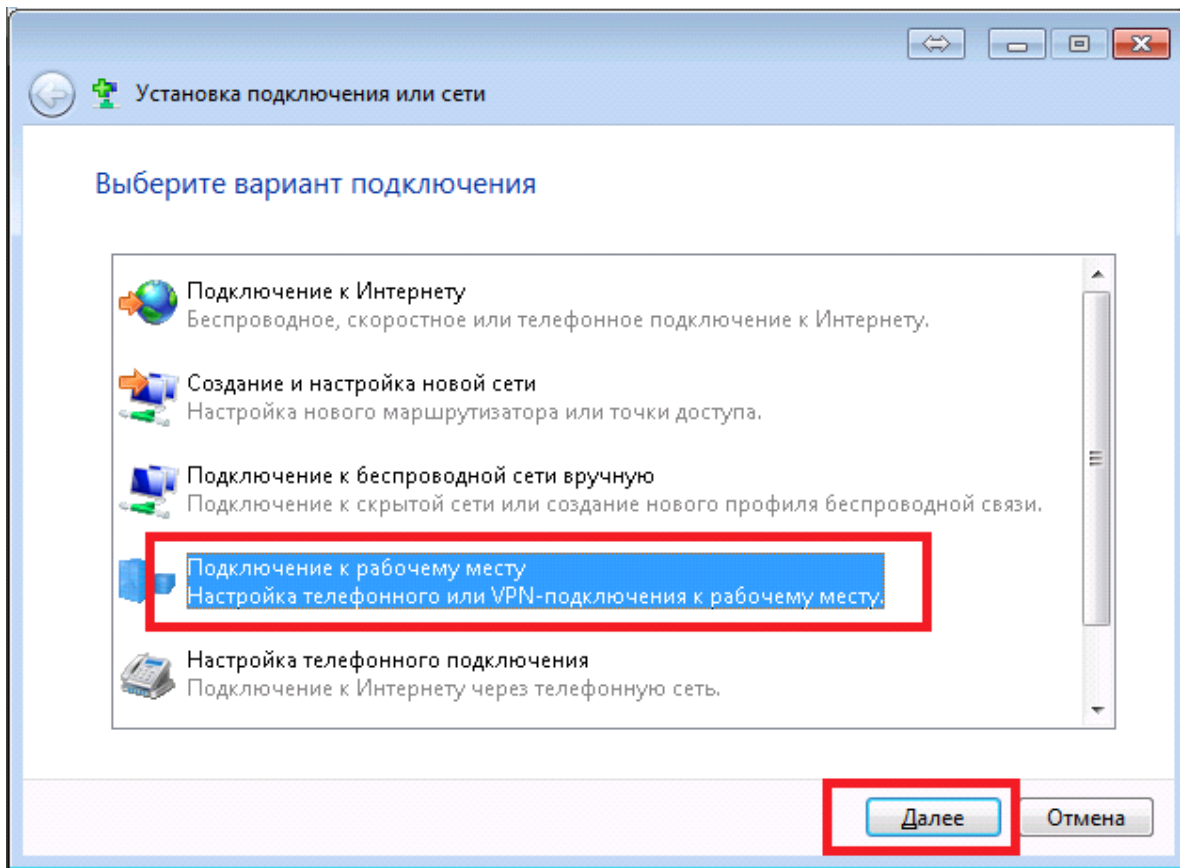 Установка подключения или сети
Выберите вариант подключения
Подключение к Интернету
Беспроводное, скоростное или телефонное подключение к Интернету.
Создание и настройка новой сети
Настройка нового маршрутизатора или точки доступа.
Подключение к беспроводной сети вручную
Подключение к скрытой сети или создание нового профиля беспроводной связи.
Подключение к рабочему месту
Настройка телефонного или VPN-подключения к рабочему месту.
Настройка телефонного подключения
Подключение к Интернету через телефонную сеть.
Далее
Отмена